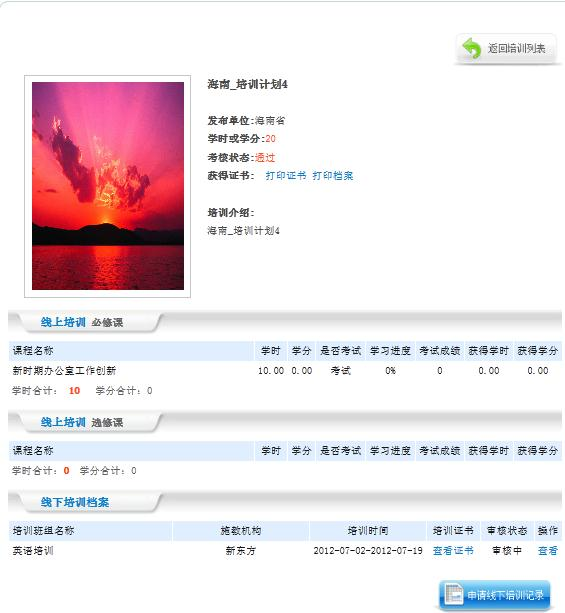 返回培训列表
海南_培训计划4
发布单位:海南省
学时或学分:20
考核状态:通过
获得证书: 打印证书 打印档案
培训介绍:
海南_培训计划4
线上培训 必修课
课程名称 学时 学分 是否考试 学习进度 考试成绩 获得学时 获得学分
新时期办公室工作创新 10.00 0.00 考试 0% 0 0.00 0.00
学时合计: 10 学分合计: 0
线上培训 选修课
课程名称 学时 学分 是否考试 学习进度 考试成绩 获得学时 获得学分
学时合计: 0 学分合计: 0
线下培训档案
培训班组名称 施教机构 培训时间 培训证书 审核状态 操作
英语培训 新东方 2012-07-02-2012-07-19 查看证书 审核中 查看
申请线下培训记录